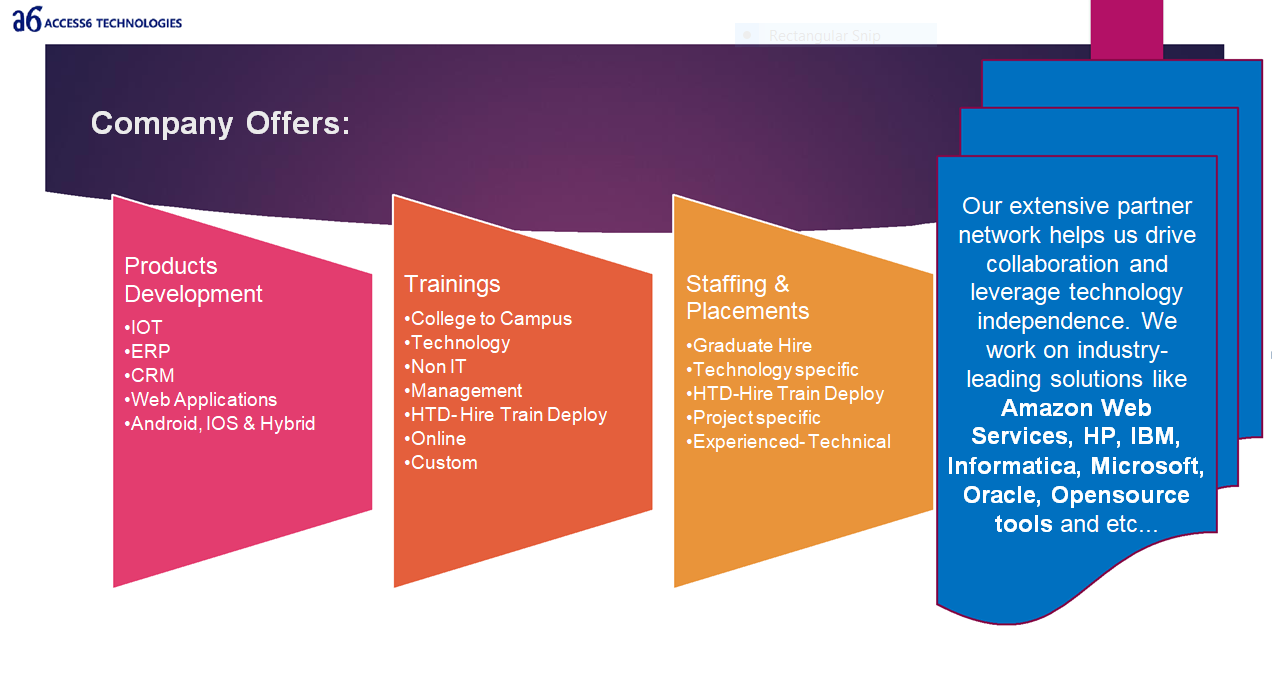 a6 ACCESS6 TECHNOLOGIES
Rectangular Snip
Company Offers:
Products
Development
•IOT
•ERP
•CRM
•Web Applications
•Android, IOS & Hybrid
Trainings
•College to Campus
•Technology
•Non IT
•Management
•HTD- Hire Train Deploy
•Online
•Custom
Staffing &
Placements
•Graduate Hire
•Technology specific
•HTD-Hire Train Deploy
•Project specific
•Experienced- Technical
Our extensive partner
network helps us drive
collaboration and
leverage technology
independence. We
work on industry-
leading solutions like
Amazon Web
Services, HP, IBM,
Informatica, Microsoft,
Oracle, Opensource
tools and etc...